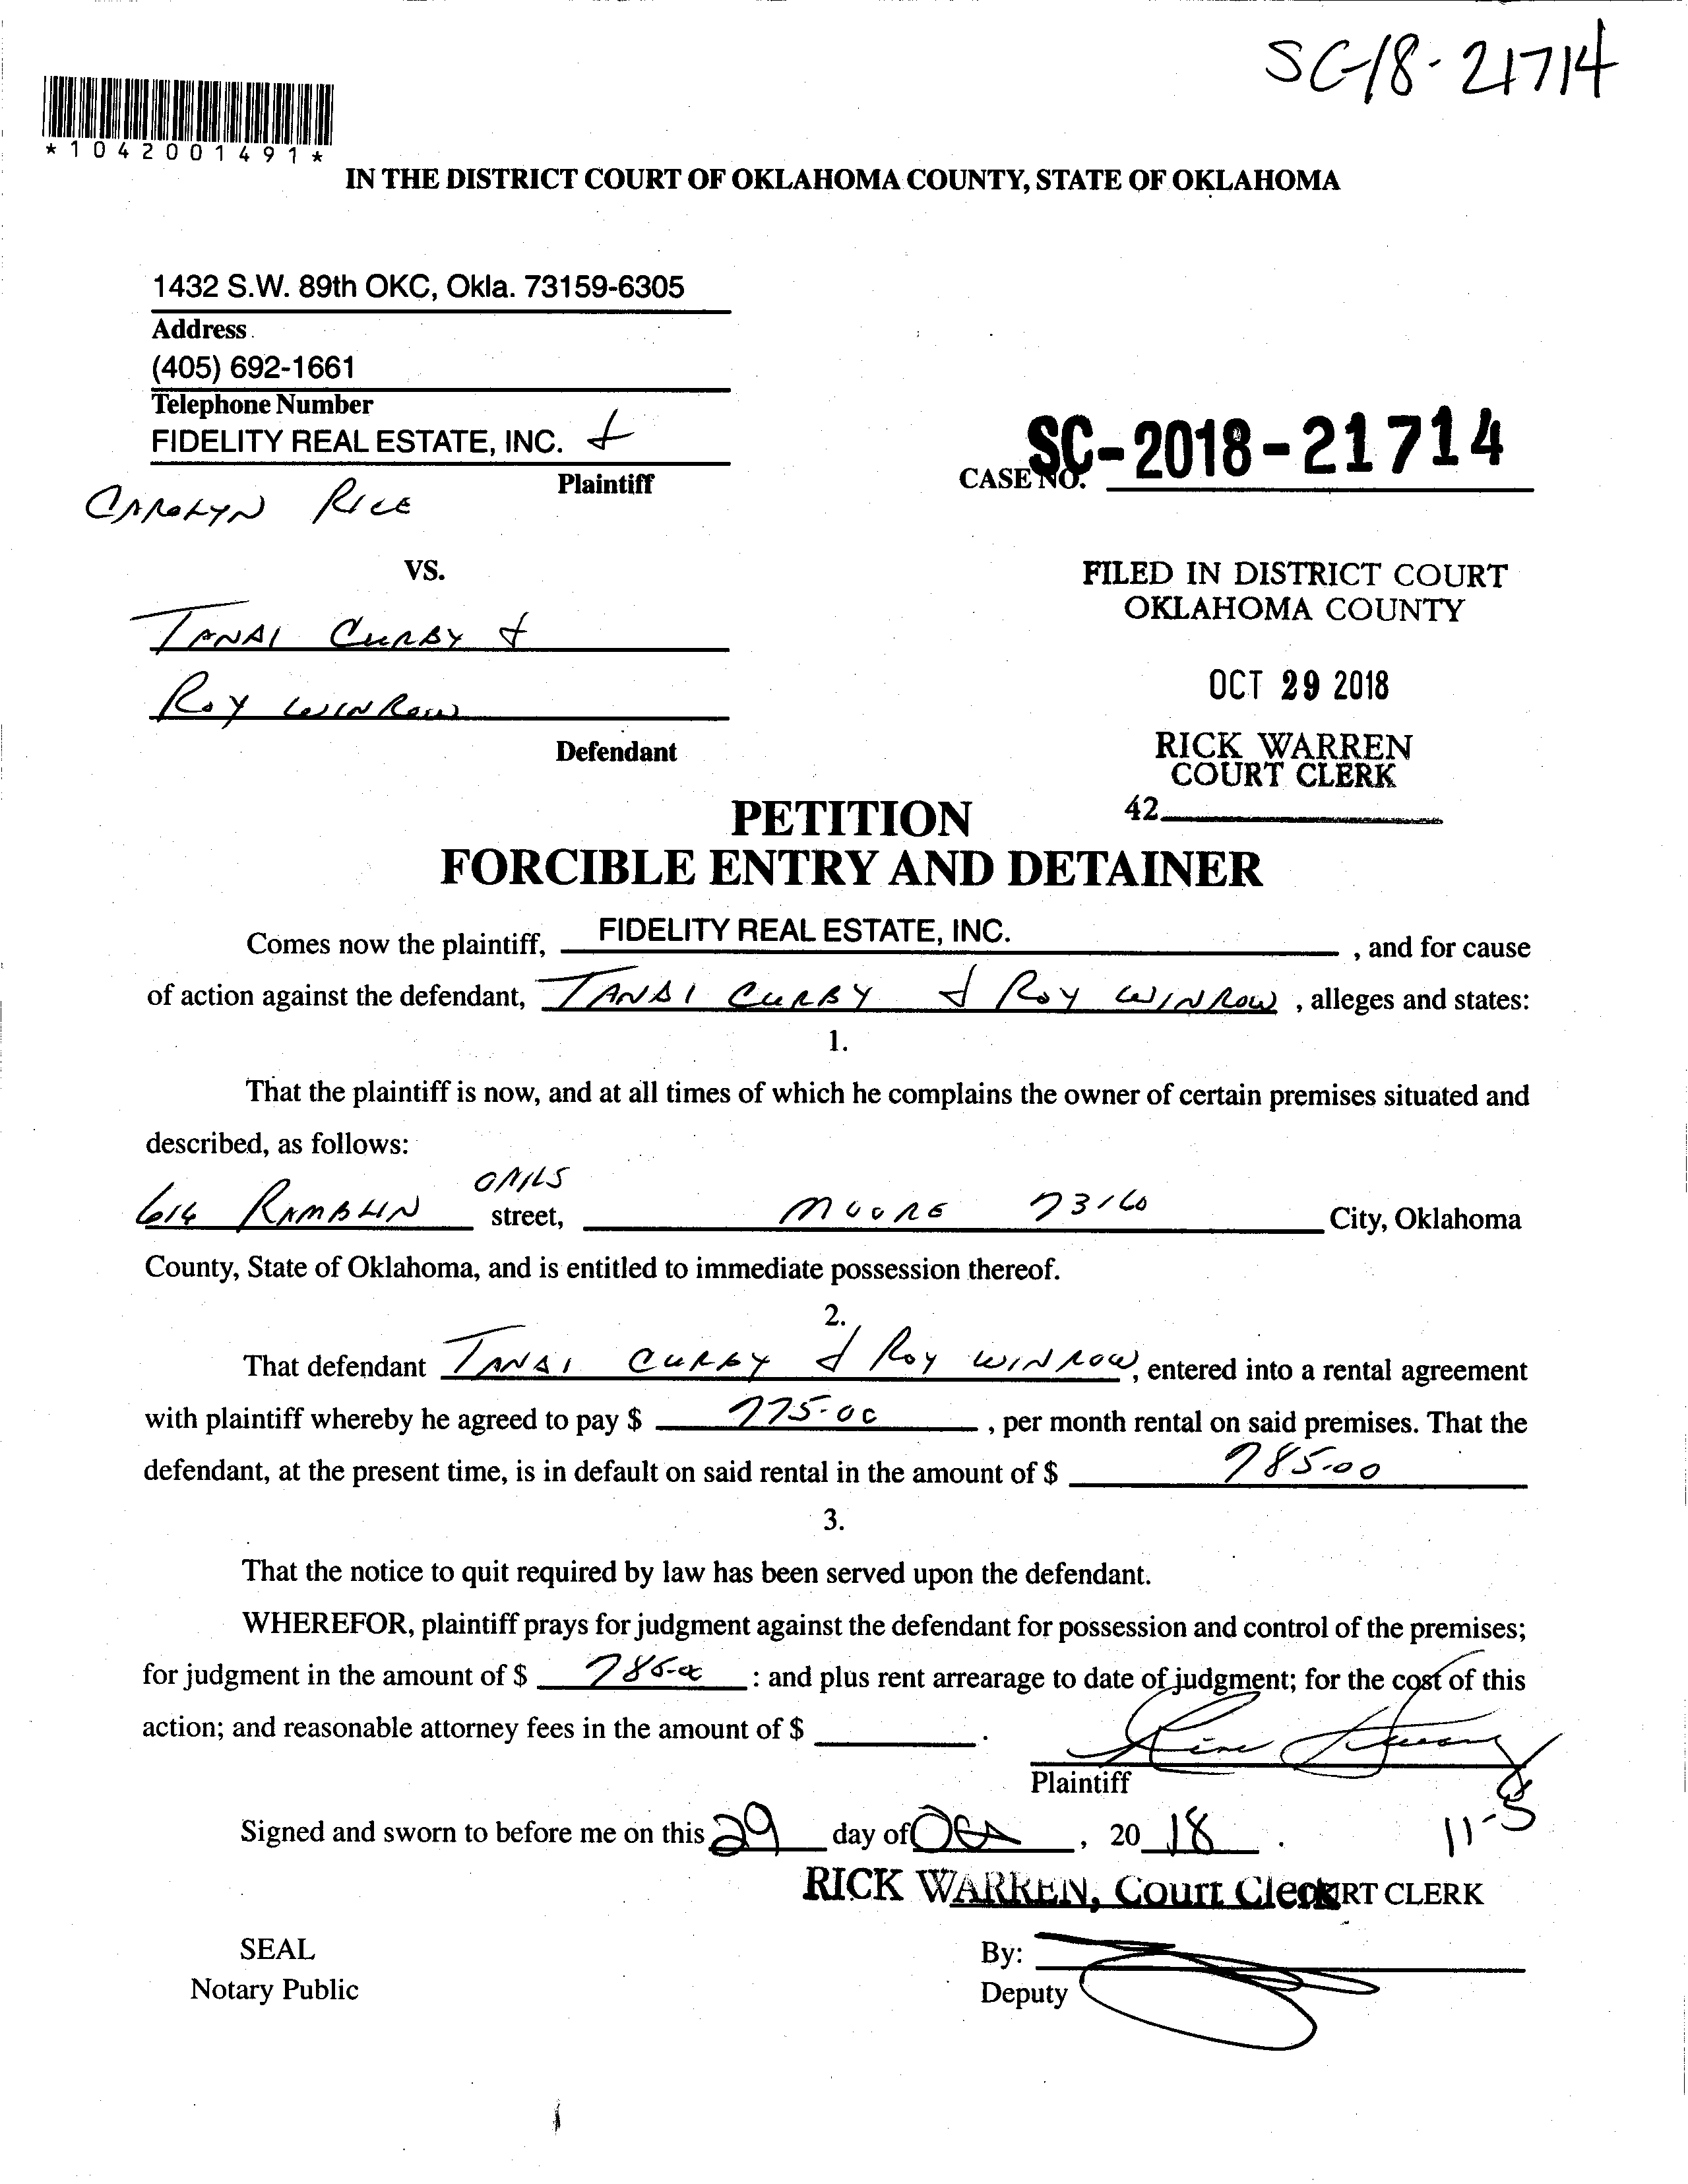 SC-18-21714
*1042001491*
IN THE DISTRICT COURT OF OKLAHOMA COUNTY, STATE OF OKLAHOMA
1432 S.W. 89th OKC, Okla. 73159-6305
Address
(405) 692-1661
Telephone Number
FIDELITY REAL ESTATE, INC. &
Plaintiff
CAROLYN RICE
CASE NO. SC-2018-21714
VS.
FILED IN DISTRICT COURT
OKLAHOMA COUNTY
TANAI CURBY &
OCT 29 2018
ROY WINROW
Defendant
RICK WARREN
COURT CLERK
42
PETITION
FORCIBLE ENTRY AND DETAINER
Comes now the plaintiff, FIDELITY REAL ESTATE, INC. , and for cause
of action against the defendant, TANAI CURBY & ROY WINROW , alleges and states:
1.
That the plaintiff is now, and at all times of which he complains the owner of certain premises situated and
described, as follows:
614 RAMBLIN OAKS street, MOORE 73160 City, Oklahoma
County, State of Oklahoma, and is entitled to immediate possession thereof.
2.
That defendant TANAI CURBY & ROY WINROW , entered into a rental agreement
with plaintiff whereby he agreed to pay $ 775.00 , per month rental on said premises. That the
defendant, at the present time, is in default on said rental in the amount of $ 785.00
3.
That the notice to quit required by law has been served upon the defendant.
WHEREFOR, plaintiff prays for judgment against the defendant for possession and control of the premises;
for judgment in the amount of $ 785.00 : and plus rent arrearage to date of judgment; for the cost of this
action; and reasonable attorney fees in the amount of $ .
Plaintiff
Signed and sworn to before me on this 29 day of Oct , 20 18 .
11-8
RICK WARREN, Court Clerk COURT CLERK
SEAL
By:
Notary Public
Deputy